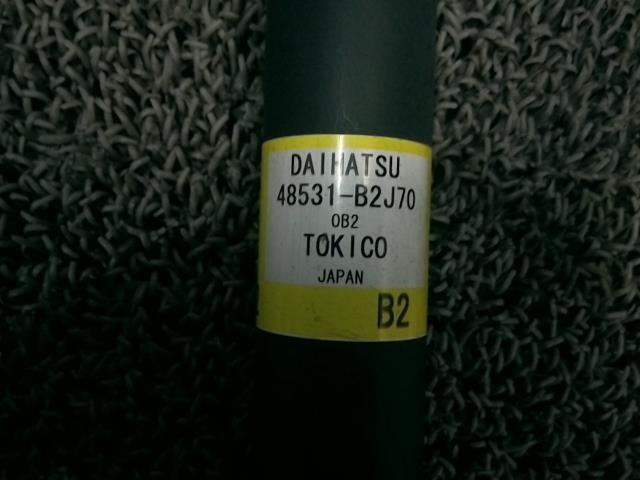 DAIHATSU
48531-B2J70
OB2
TOKICO
JAPAN
B2